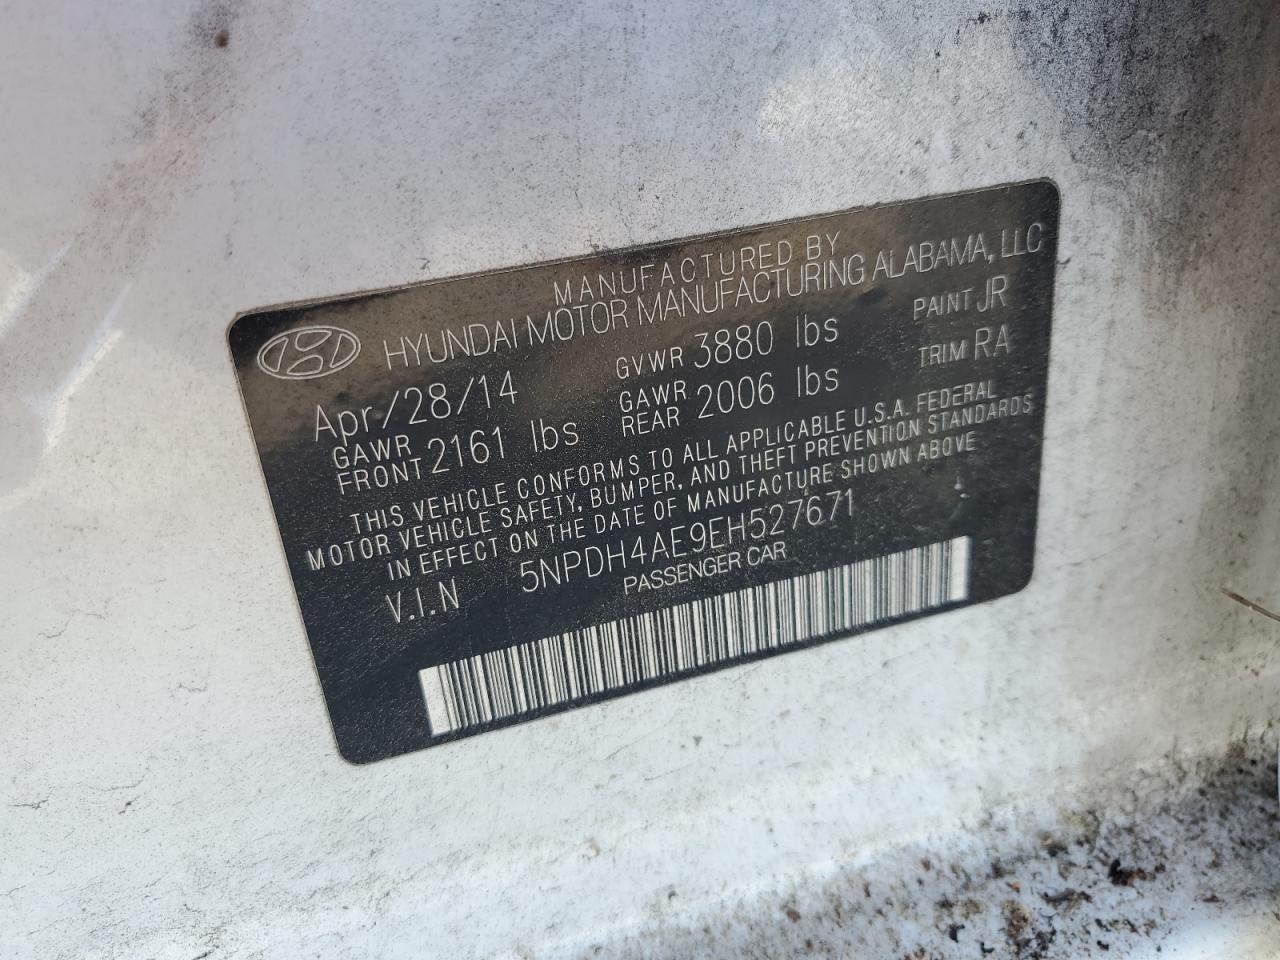 MANUFACTURED BY
HYUNDAI MOTOR MANUFACTURING ALABAMA, LLC
Apr/28/14 GVWR 3880 lbs PAINT JR
GAWR FRONT 2161 lbs GAWR REAR 2006 lbs TRIM RA
THIS VEHICLE CONFORMS TO ALL APPLICABLE U.S.A. FEDERAL
MOTOR VEHICLE SAFETY, BUMPER, AND THEFT PREVENTION STANDARDS
IN EFFECT ON THE DATE OF MANUFACTURE SHOWN ABOVE
V.I.N 5NPDH4AE9EH527671
PASSENGER CAR